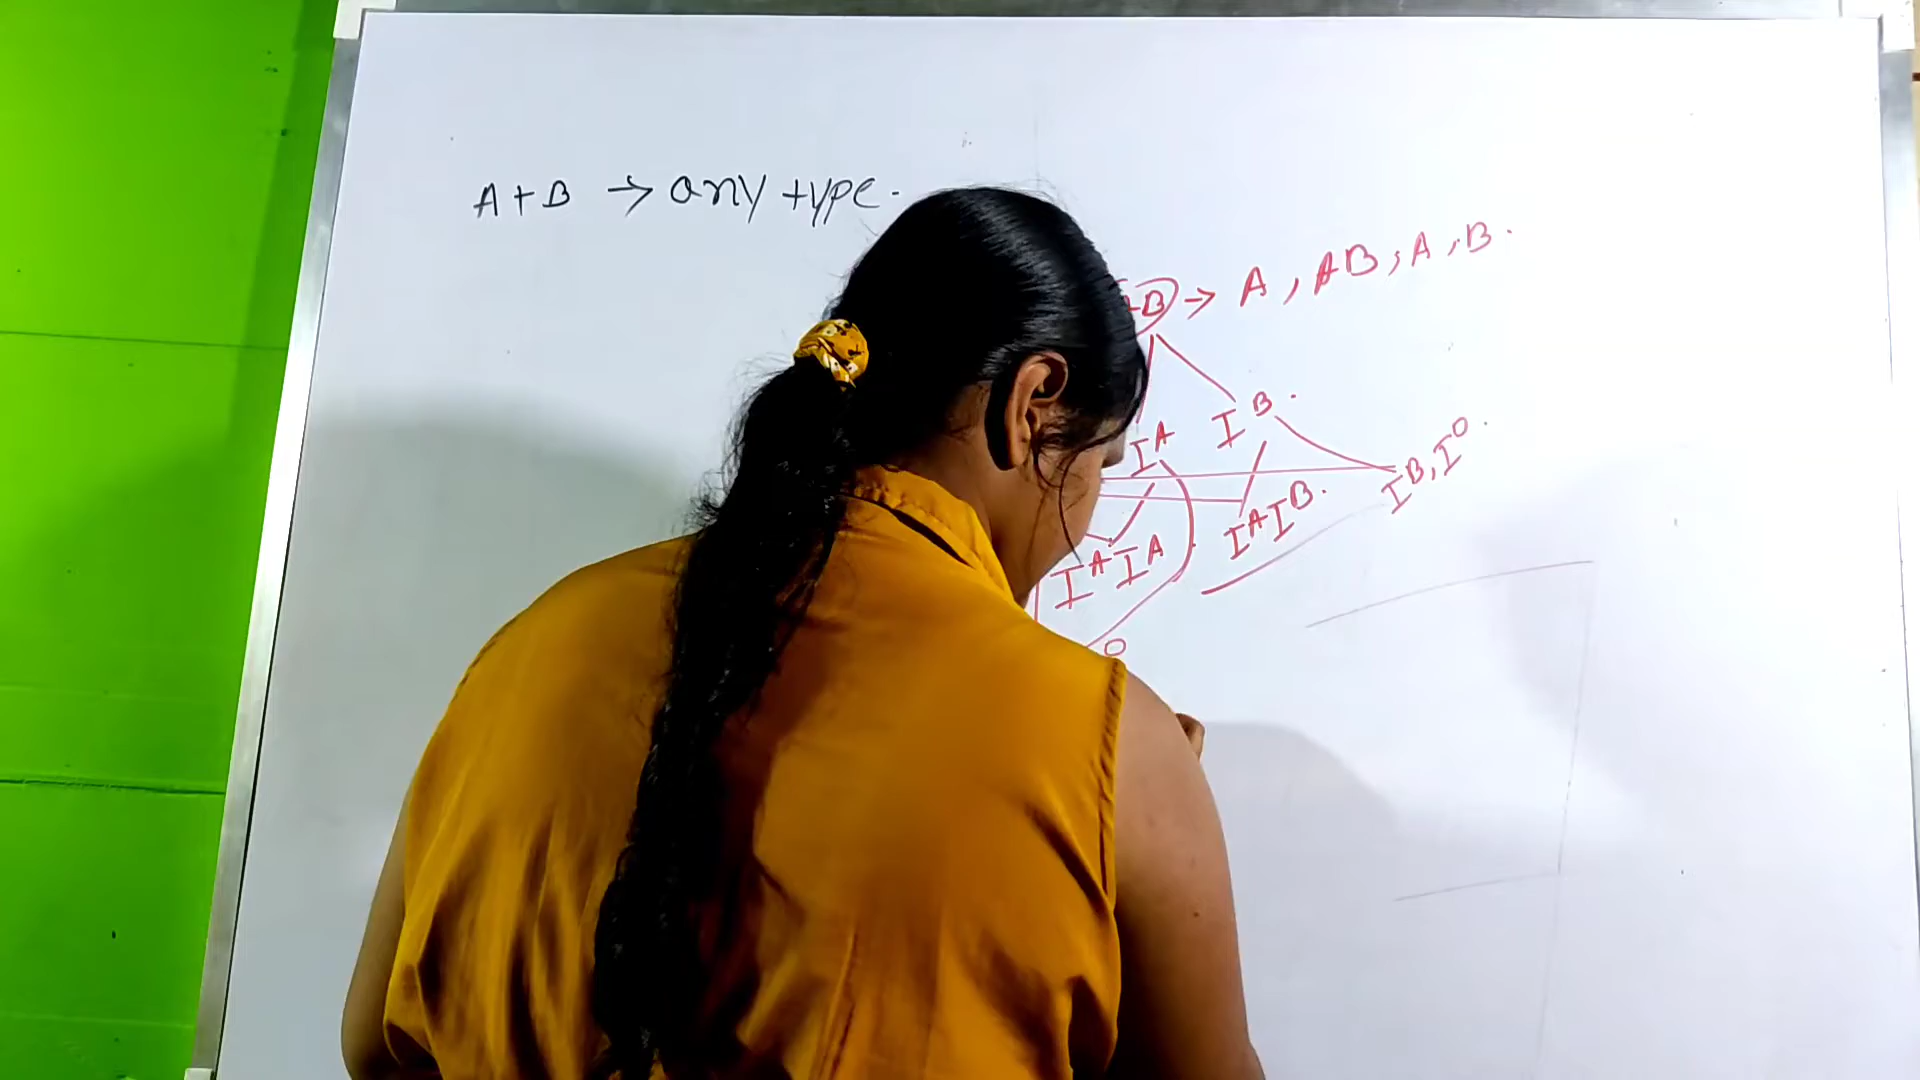 A + B → any type.
B → A, AB, A, B.
I^A I^B.
I^A I^A I^A I^B. I^B, I^O.
O